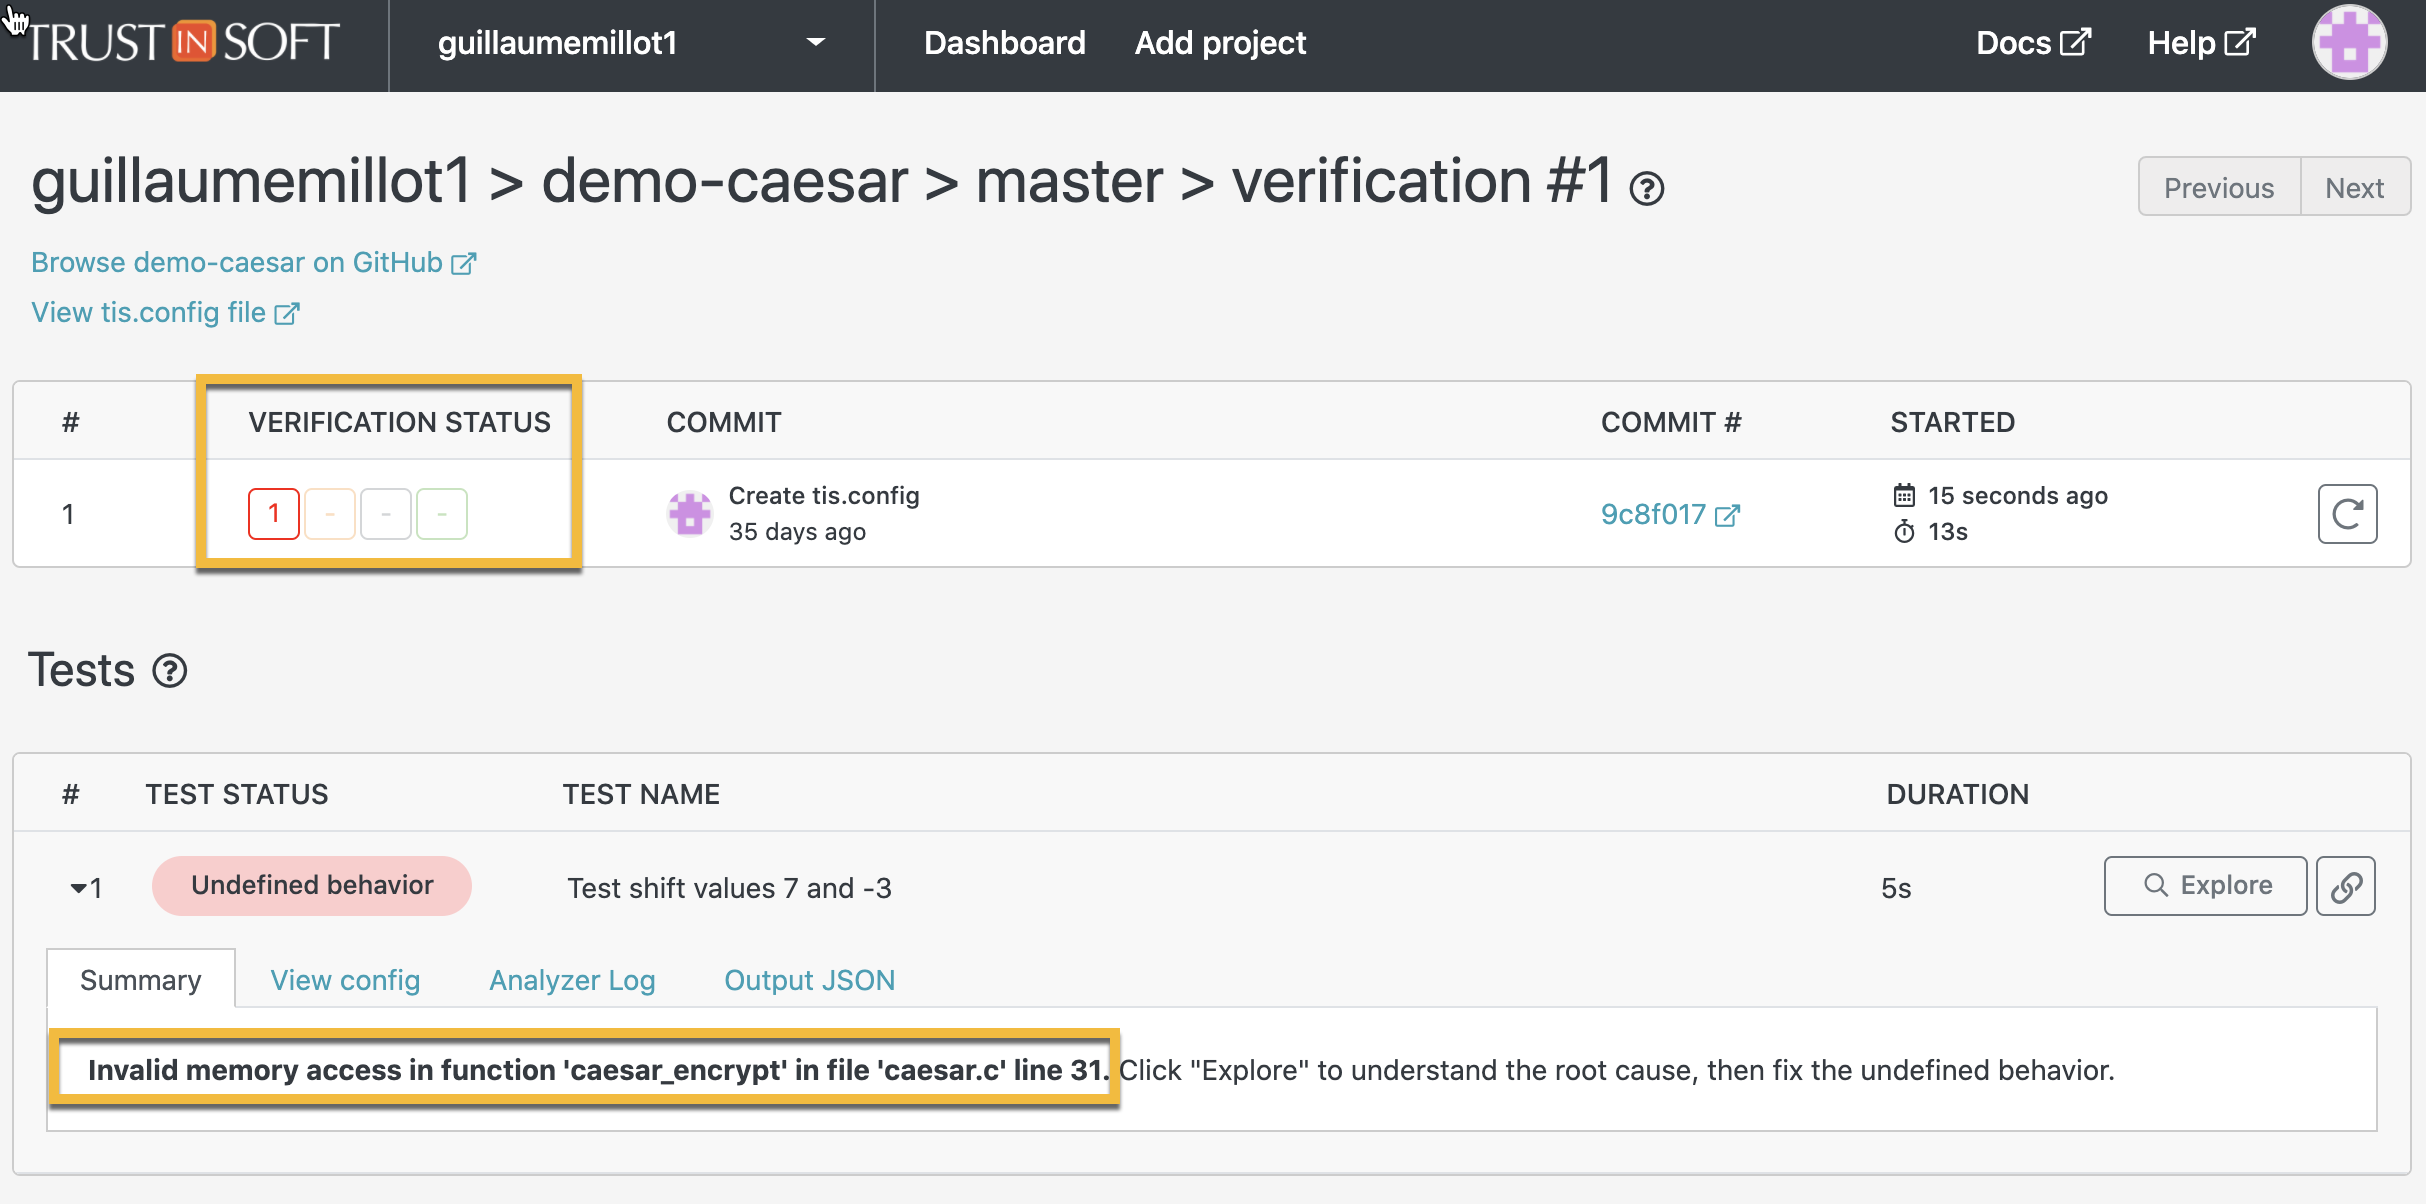 TRUST IN SOFT guillaumemillot1 Dashboard Add project Docs Help
guillaumemillot1 > demo-caesar > master > verification #1
Previous Next
Browse demo-caesar on GitHub
View tis.config file
# VERIFICATION STATUS COMMIT COMMIT # STARTED
1 1 - - - Create tis.config 9c8f017 15 seconds ago
35 days ago 13s
Tests
# TEST STATUS TEST NAME DURATION
1 Undefined behavior Test shift values 7 and -3 5s Explore
Summary View config Analyzer Log Output JSON
Invalid memory access in function 'caesar_encrypt' in file 'caesar.c' line 31. Click "Explore" to understand the root cause, then fix the undefined behavior.